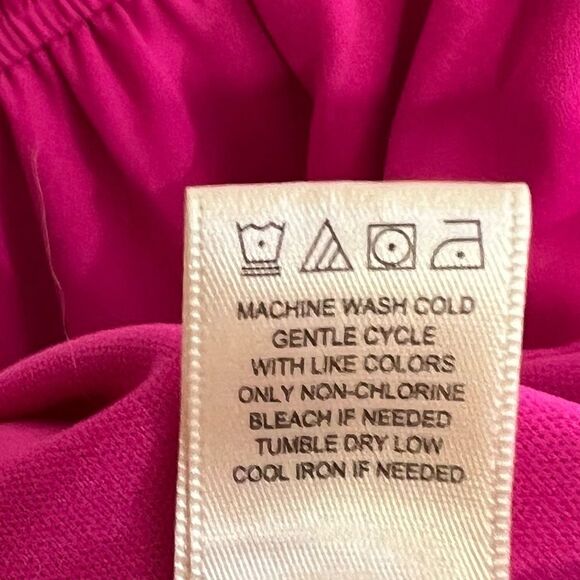 MACHINE WASH COLD
GENTLE CYCLE
WITH LIKE COLORS
ONLY NON-CHLORINE
BLEACH IF NEEDED
TUMBLE DRY LOW
COOL IRON IF NEEDED